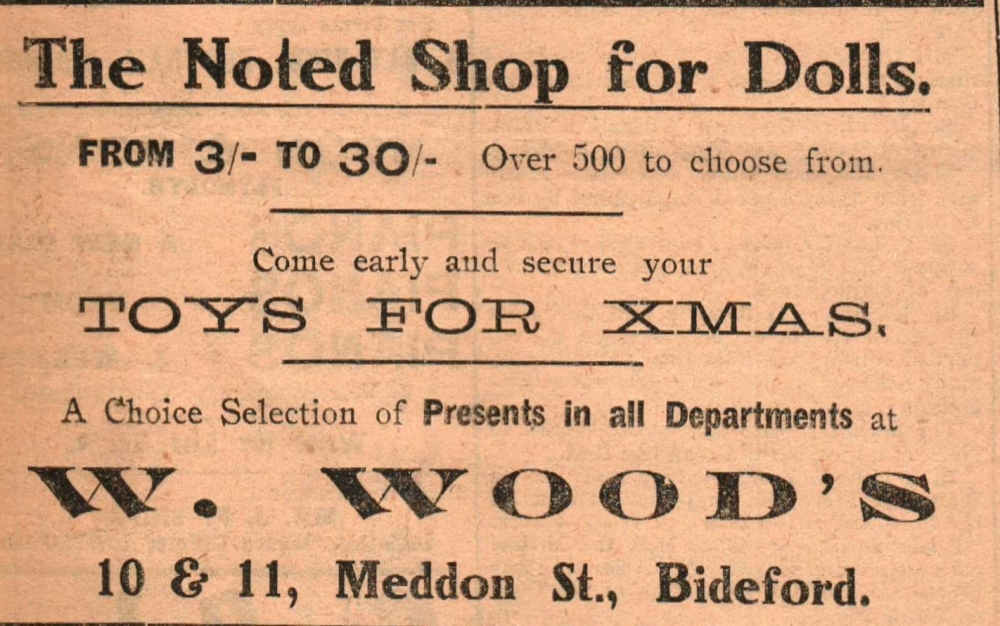 The Noted Shop for Dolls.
FROM 3/- TO 30/- Over 500 to choose from.
Come early and secure your
TOYS FOR XMAS.
A Choice Selection of Presents in all Departments at
W. WOOD'S
10 & 11, Meddon St., Bideford.